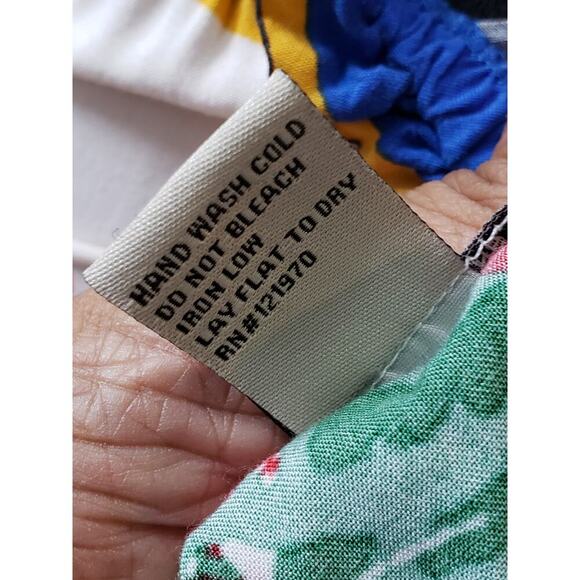 HAND WASH COLD
DO NOT BLEACH
IRON LOW
LAY FLAT TO DRY
RN#121970